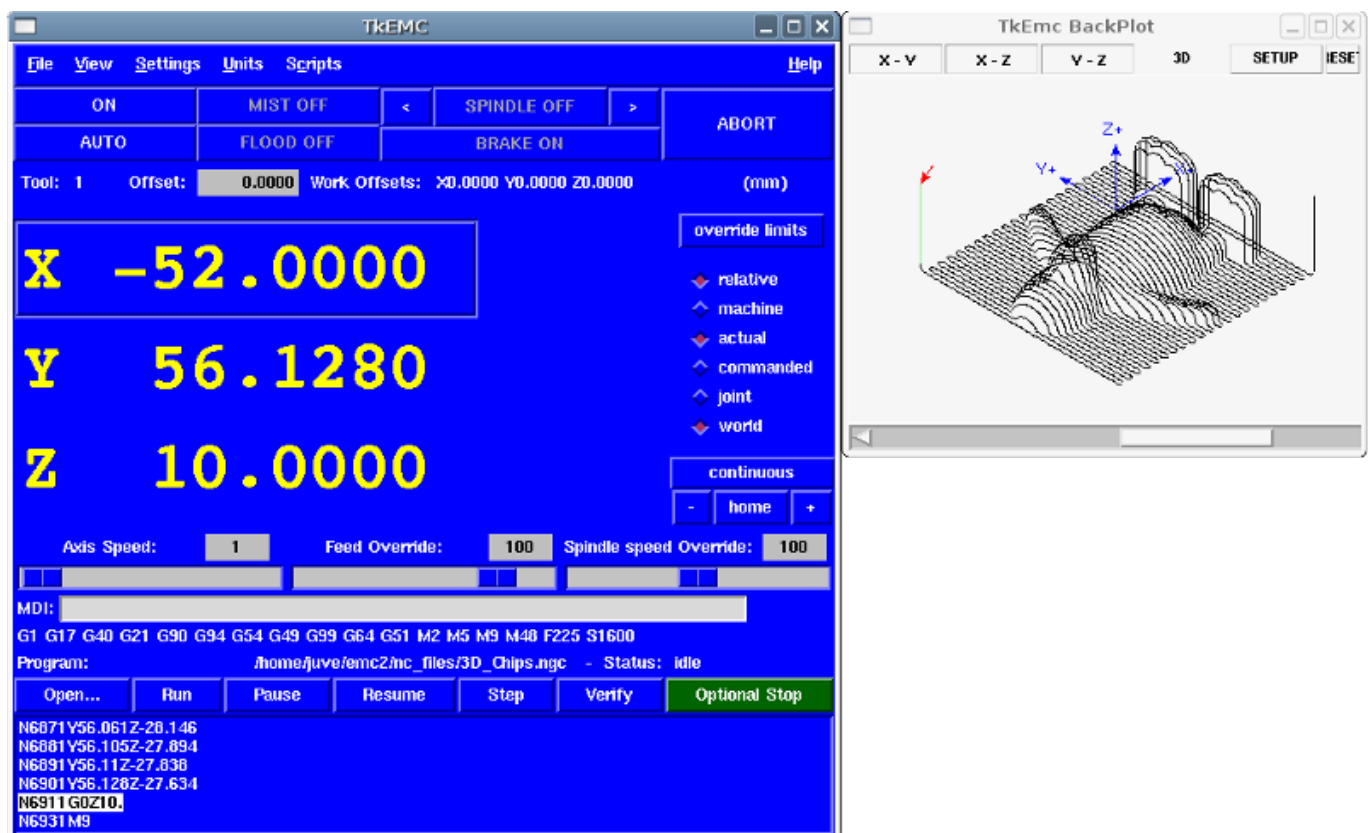 TkEMC
File View Settings Units Scripts Help
ON MIST OFF < SPINDLE OFF > ABORT
AUTO FLOOD OFF BRAKE ON
Tool: 1 Offset: 0.0000 Work Offsets: X0.0000 Y0.0000 Z0.0000 (mm)
override limits
X -52.0000
Y 56.1280
Z 10.0000
relative
machine
actual
commanded
joint
world
continuous
- home +
Axis Speed: 1 Feed Override: 100 Spindle speed Override: 100
MDI:
G1 G17 G40 G21 G90 G94 G54 G49 G99 G64 G51 M2 M5 M9 M48 F225 S1600
Program: /home/juve/emc2/nc_files/3D_Chips.ngc - Status: idle
Open... Run Pause Resume Step Verify Optional Stop
N6871Y56.061Z-28.146
N6881Y56.105Z-27.894
N6891Y56.11Z-27.838
N6901Y56.128Z-27.634
N6911G0Z10.
N6931M9
TkEmc BackPlot
X - Y X - Z Y - Z 3D SETUP
Z+
Y+